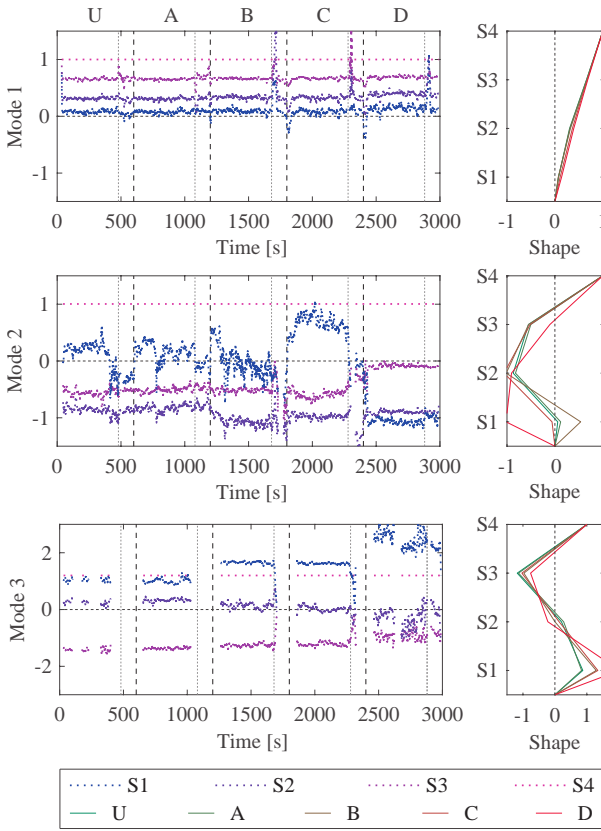 U A B C D
Mode 1
1
0
-1
0 500 1000 1500 2000 2500 3000
Time [s]
S4
S3
S2
S1
-1 0
Shape
Mode 2
1
0
-1
0 500 1000 1500 2000 2500 3000
Time [s]
S4
S3
S2
S1
-1 0
Shape
Mode 3
2
0
-2
0 500 1000 1500 2000 2500 3000
Time [s]
S4
S3
S2
S1
-1 0 1
Shape
S1 S2 S3 S4
U A B C D